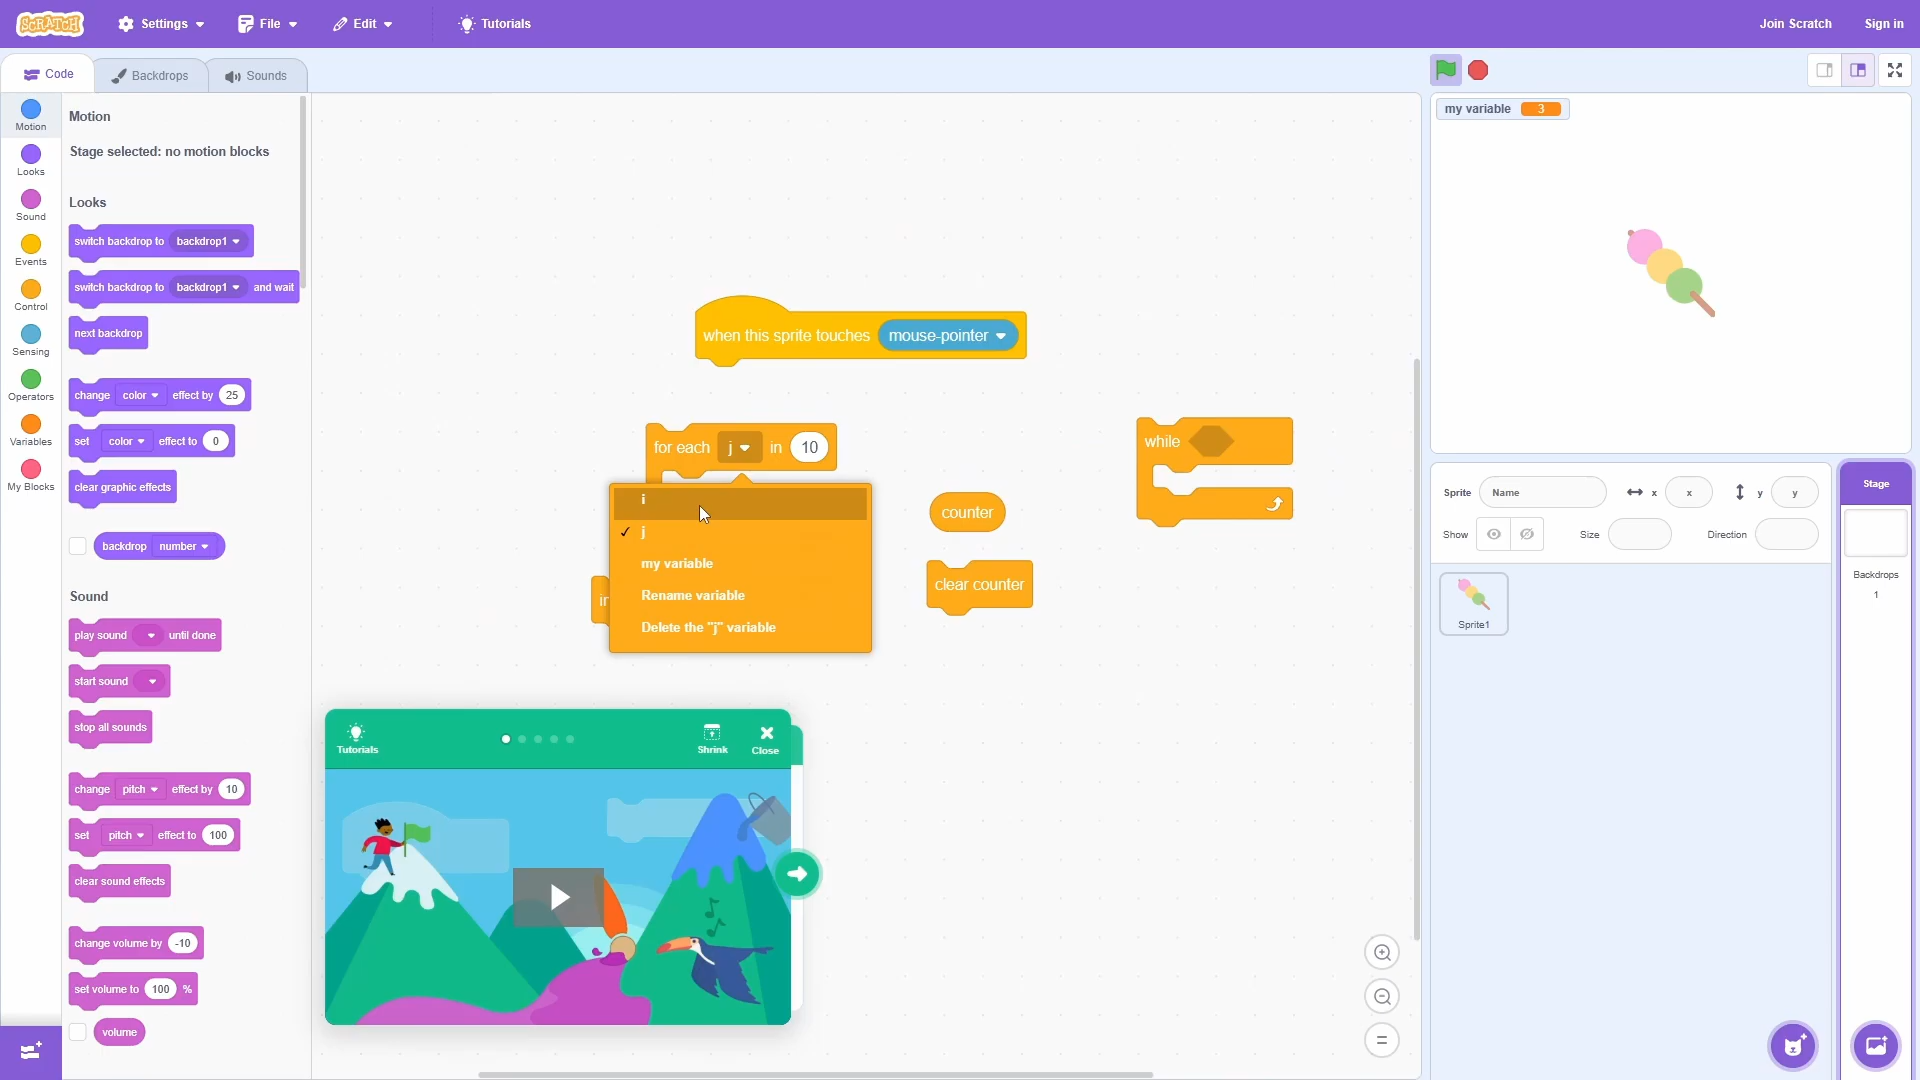 SCRATCH
Settings
File
Edit
Tutorials
Join Scratch
Sign in
Code
Backdrops
Sounds
Motion
Looks
Sound
Events
Control
Sensing
Operators
Variables
My Blocks
Motion
Stage selected: no motion blocks
Looks
switch backdrop to backdrop1
switch backdrop to backdrop1 and wait
next backdrop
change color effect by 25
set color effect to 0
clear graphic effects
backdrop number
Sound
play sound until done
start sound
stop all sounds
change pitch effect by 10
set pitch effect to 100
clear sound effects
change volume by -10
set volume to 100 %
volume
when this sprite touches mouse-pointer
for each j in 10
i
✓ j
my variable
Rename variable
Delete the "j" variable
counter
clear counter
while
Tutorials
Shrink
Close
my variable 3
Sprite Name x x y y
Show Size Direction
Sprite1
Stage
Backdrops
1